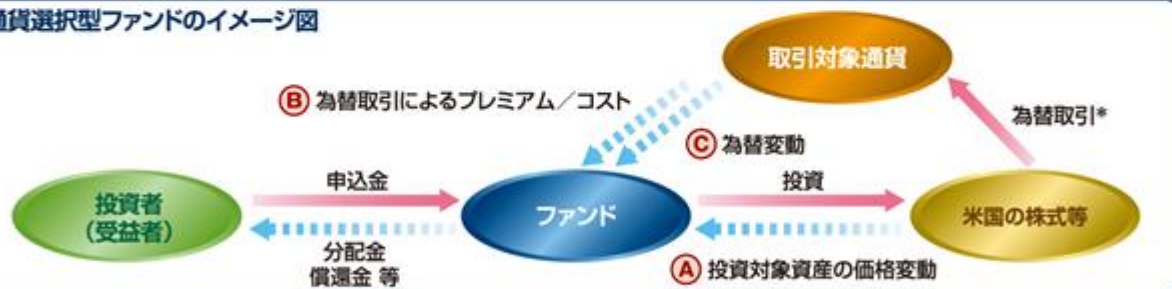 貨選択型ファンドのイメージ図
取引対象通貨
Ⓑ 為替取引によるプレミアム／コスト
為替取引*
Ⓒ 為替変動
申込金
投資
投資者
（受益者）
ファンド
米国の株式等
分配金
償還金 等
Ⓐ 投資対象資産の価格変動